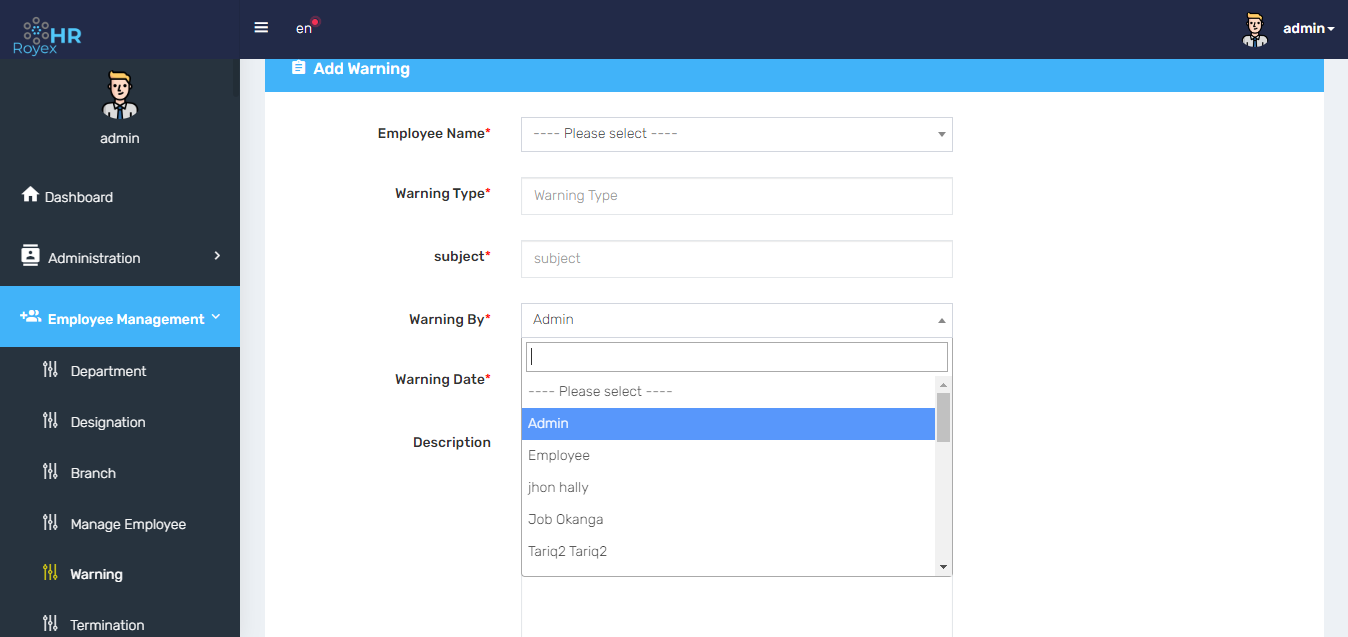 HR
Royex
en
admin
admin
Dashboard
Administration
Employee Management
Department
Designation
Branch
Manage Employee
Warning
Termination
Add Warning
Employee Name*
---- Please select ----
Warning Type*
Warning Type
subject*
subject
Warning By*
Admin
---- Please select ----
Admin
Employee
jhon hally
Job Okanga
Tariq2 Tariq2
Warning Date*
Description